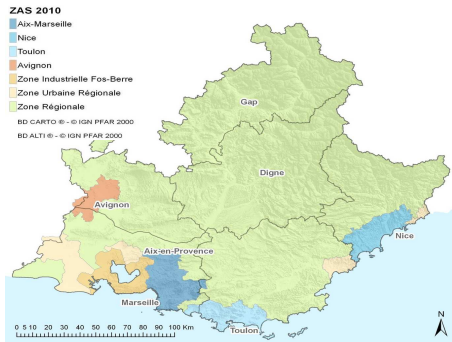 ZAS 2010
Aix-Marseille
Nice
Toulon
Avignon
Zone Industrielle Fos-Berre
Zone Urbaine Régionale
Zone Régionale
BD CARTO ® - © IGN PFAR 2000
BD ALTI ® - © IGN PFAR 2000
Gap
Digne
Avignon
Nice
Aix-en-Provence
Marseille
Toulon
0 5 10 20 30 40 50 60 70 80 90 100 Km
N